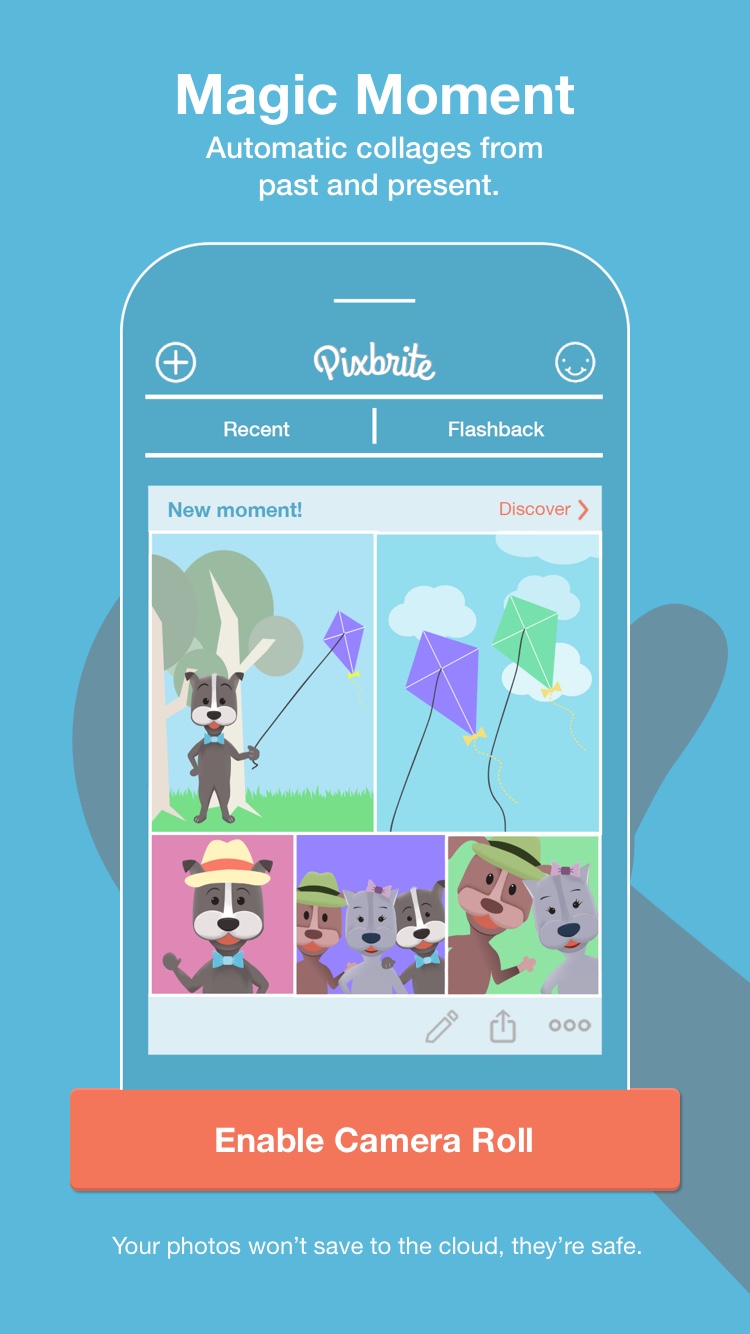 Magic Moment
Automatic collages from
past and present.
Pixbrite
Recent
Flashback
New moment!
Discover
Enable Camera Roll
Your photos won’t save to the cloud, they’re safe.